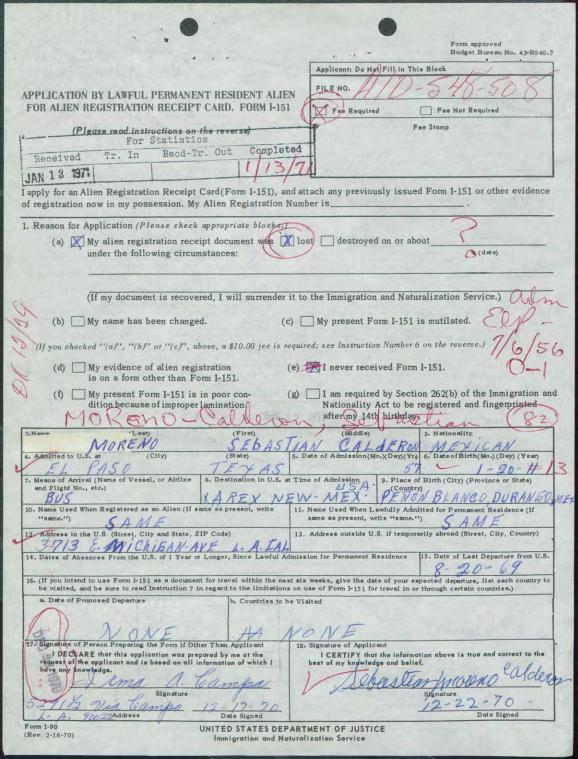 Form approved
Budget Bureau No. 43-R040.7
Applicant: Do Not Fill in This Block
FILE NO. A10-548-508
APPLICATION BY LAWFUL PERMANENT RESIDENT ALIEN
FOR ALIEN REGISTRATION RECEIPT CARD, FORM I-151
X Fee Required Fee Not Required
Fee Stamp
(Please read instructions on the reverse)
For Statistics
Received Tr. In Recd-Tr. Out Completed
JAN 13 1971 1/13/71
I apply for an Alien Registration Receipt Card (Form I-151), and attach any previously issued Form I-151 or other evidence
of registration now in my possession. My Alien Registration Number is
1. Reason for Application (Please check appropriate blocks.)
(a) X My alien registration receipt document was X lost destroyed on or about ?
under the following circumstances: (date)
(If my document is recovered, I will surrender it to the Immigration and Naturalization Service.) Adm
(b) My name has been changed. (c) My present Form I-151 is mutilated. Elp-
(If you checked "(a)", "(b)" or "(c)", above, a $10.00 fee is required; see Instruction Number 6 on the reverse.) 7/6/56
(d) My evidence of alien registration (e) I never received Form I-151. O-1
is on a form other than Form I-151.
(f) My present Form I-151 is in poor con- (g) I am required by Section 262(b) of the Immigration and
dition because of improper lamination. Nationality Act to be registered and fingerprinted
after my 14th birthday.
MORENO-Calderon, Sebastian 82
2. Name (Last) (First) (Middle) 3. Nationality
MORENO SEBASTIAN CALDERON MEXICAN
4. Admitted to U.S. at (City) (State) 5. Date of Admission (Mo.)(Day)(Yr.) 6. Date of Birth (Mo.)(Day)(Year)
EL PASO TEXAS 57 1-20-13
7. Means of Arrival (Name of Vessel, or Airline
and Flight No., etc.) 8. Destination in U.S. at Time of Admission 9. Place of Birth (City) (Province or State)
(Country)
USA.
BUS XAREX NEW-MEX. PEÑON BLANCO, DURANGO, MEX
10. Name Used When Registered as an Alien (If same as present, write
"same.") 11. Name Used When Lawfully Admitted for Permanent Residence (If
same as present, write "same.")
SAME SAME
12. Address in the U.S. (Street, City and State, ZIP Code) 13. Address outside U.S. if temporarily abroad (Street, City, Country)
3713 E. MICHIGAN-AVE L.A. CAL
14. Dates of Absences From the U.S. of 1 Year or Longer, Since Lawful Admission for Permanent Residence 15. Date of Last Departure from U.S.
8-20-69
16. (If you intend to use Form I-151 as a document for travel within the next six weeks, give the date of your expected departure, list each country to
be visited, and be sure to read Instruction 7 in regard to the limitations on use of Form I-151 for travel in or through certain countries.)
a. Date of Proposed Departure b. Countries to be Visited
NONE NONE
17. Signature of Person Preparing the Form if Other Than Applicant 18. Signature of Applicant
I DECLARE that this application was prepared by me at the
request of the applicant and is based on all information of which I
have any knowledge.
I CERTIFY that the information above is true and correct to the
best of my knowledge and belief.
A. Campa Sebastian moreno Calderon
Signature Signature
5271½ Via Campo 12-17-70 12-22-70
L. A. 90022 Address Date Signed Date Signed
Form I-90
(Rev. 2-16-70)
UNITED STATES DEPARTMENT OF JUSTICE
Immigration and Naturalization Service